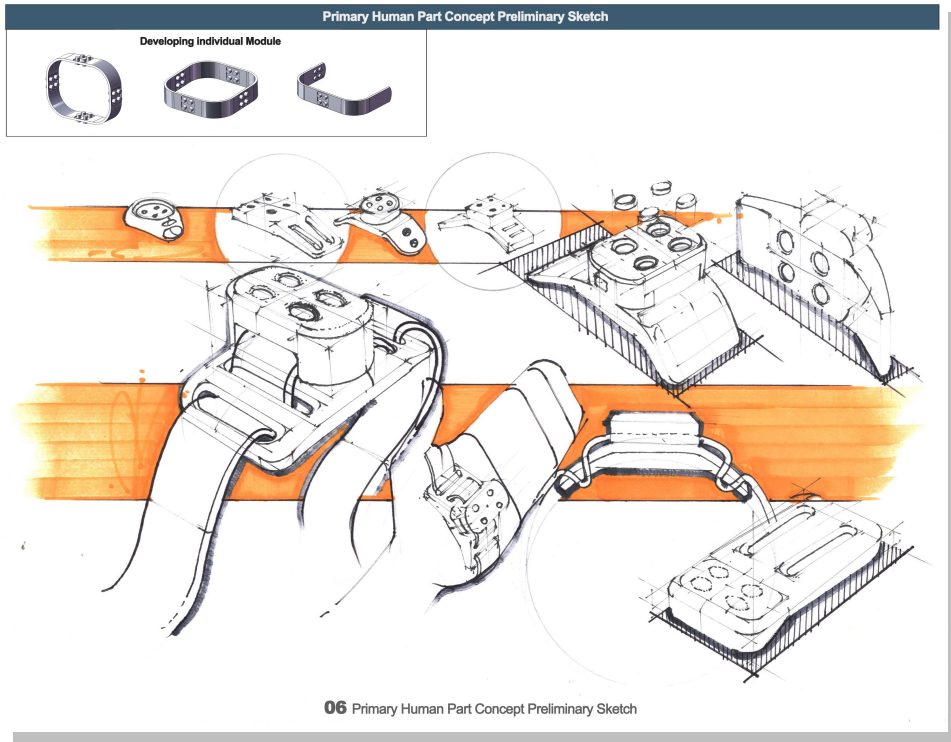 Primary Human Part Concept Preliminary Sketch
Developing individual Module
06 Primary Human Part Concept Preliminary Sketch